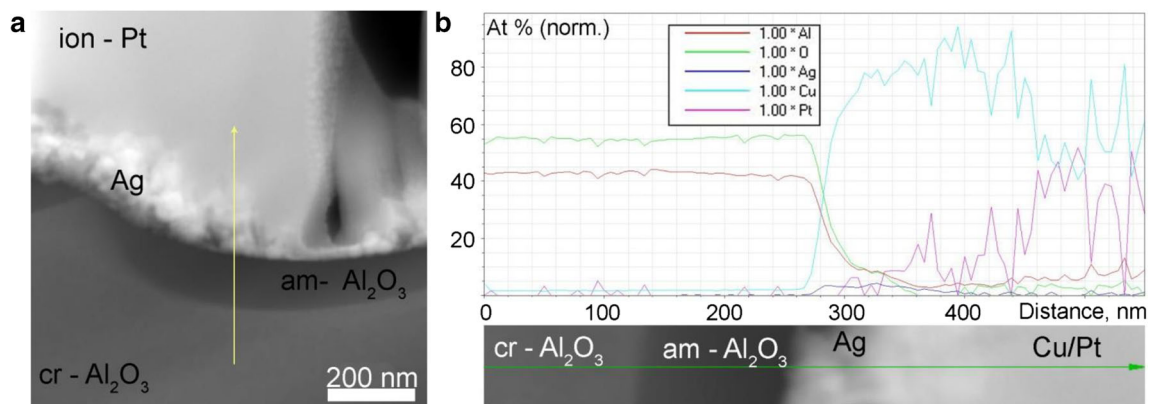 a
ion - Pt
Ag
am- Al₂O₃
cr - Al₂O₃
200 nm
b
At % (norm.)
1.00 * Al
1.00 * O
1.00 * Ag
1.00 * Cu
1.00 * Pt
80
60
40
20
0 100 200 300 400 Distance, nm
cr - Al₂O₃ am - Al₂O₃ Ag Cu/Pt